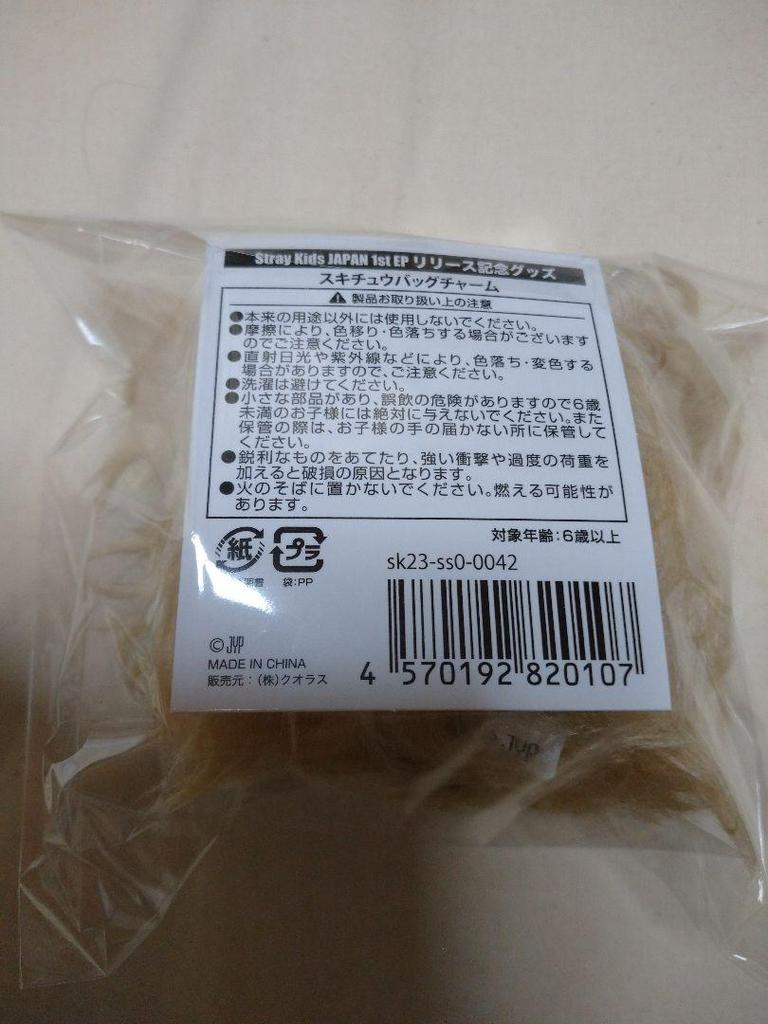 Stray Kids JAPAN 1st EP リリース記念グッズ
スキチュウバッグチャーム
⚠ 製品お取り扱い上の注意
●本来の用途以外には使用しないでください。
●摩擦により、色移り・色落ちする場合がございます
のでご注意ください。
●直射日光や紫外線などにより、色落ち・変色する
場合がありますので、ご注意ください。
●洗濯は避けてください。
●小さな部品があり、誤飲の危険がありますので6歳
未満のお子様には絶対に与えないでください。また
保管の際は、お子様の手の届かない所に保管して
ください。
●鋭利なものをあてたり、強い衝撃や過度の荷重を
加えると破損の原因となります。
●火のそばに置かないでください。燃える可能性が
あります。
対象年齢：6歳以上
紙 プラ
袋：PP
sk23-ss0-0042
© JYP
MADE IN CHINA
販売元：（株）クオラス
4 570192 820107
JYP